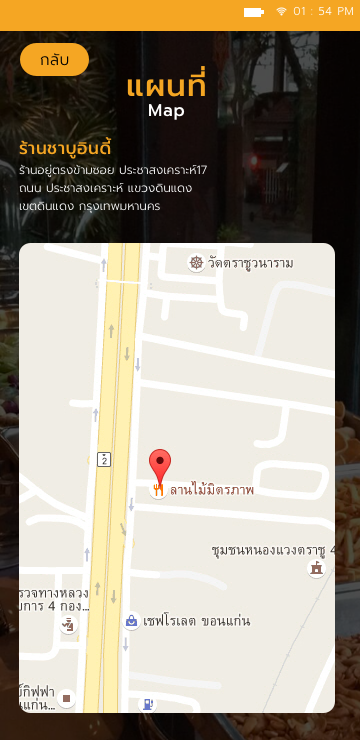 01 : 54 PM
กลับ
แผนที่
Map
ร้านชาบูอินดี้
ร้านอยู่ตรงข้ามซอย ประชาสงเคราะห์17
ถนน ประชาสงเคราะห์ แขวงดินแดง
เขตดินแดง กรุงเทพมหานคร
วัดตราชูวนาราม
2
ลานไม้มิตรภาพ
ชุมชนหนองแวงตราชู 4
รวจทางหลวง
การ 4 กอง...
เซฟโรเลต ขอนแก่น
กิฟฟา
แก่น...